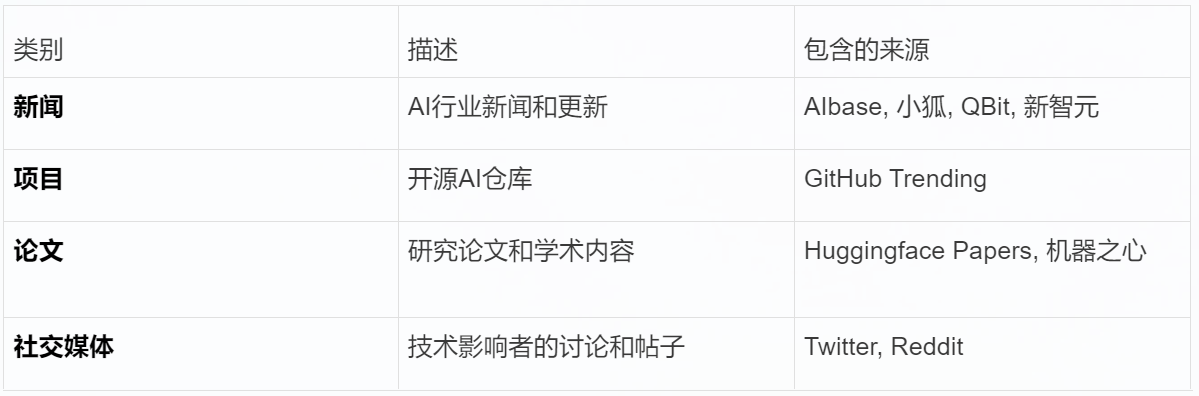 类别 描述 包含的来源
新闻 AI行业新闻和更新 AIbase, 小狐, QBit, 新智元
项目 开源AI仓库 GitHub Trending
论文 研究论文和学术内容 Huggingface Papers, 机器之心
社交媒体 技术影响者的讨论和帖子 Twitter, Reddit